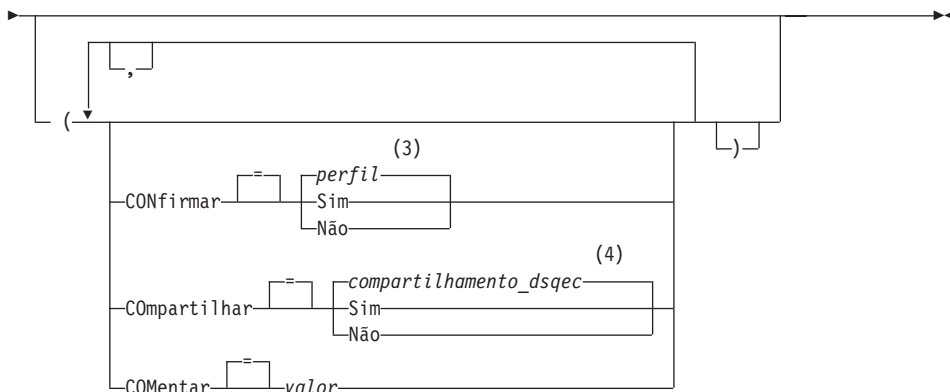 ,
(
)
(3)
CONfirmar = perfil
Sim
Não
(4)
COmpartilhar = compartilhamento_dsqec
Sim
Não
COMentar = valor